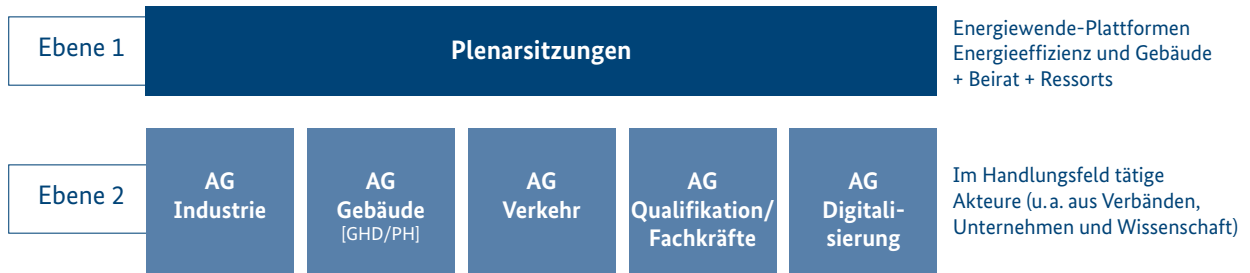 Ebene 1
Plenarsitzungen
Energiewende-Plattformen
Energieeffizienz und Gebäude
+ Beirat + Ressorts
Ebene 2
AG
Industrie
AG
Gebäude
[GHD/PH]
AG
Verkehr
AG
Qualifikation/
Fachkräfte
AG
Digitali-
sierung
Im Handlungsfeld tätige
Akteure (u. a. aus Verbänden,
Unternehmen und Wissenschaft)